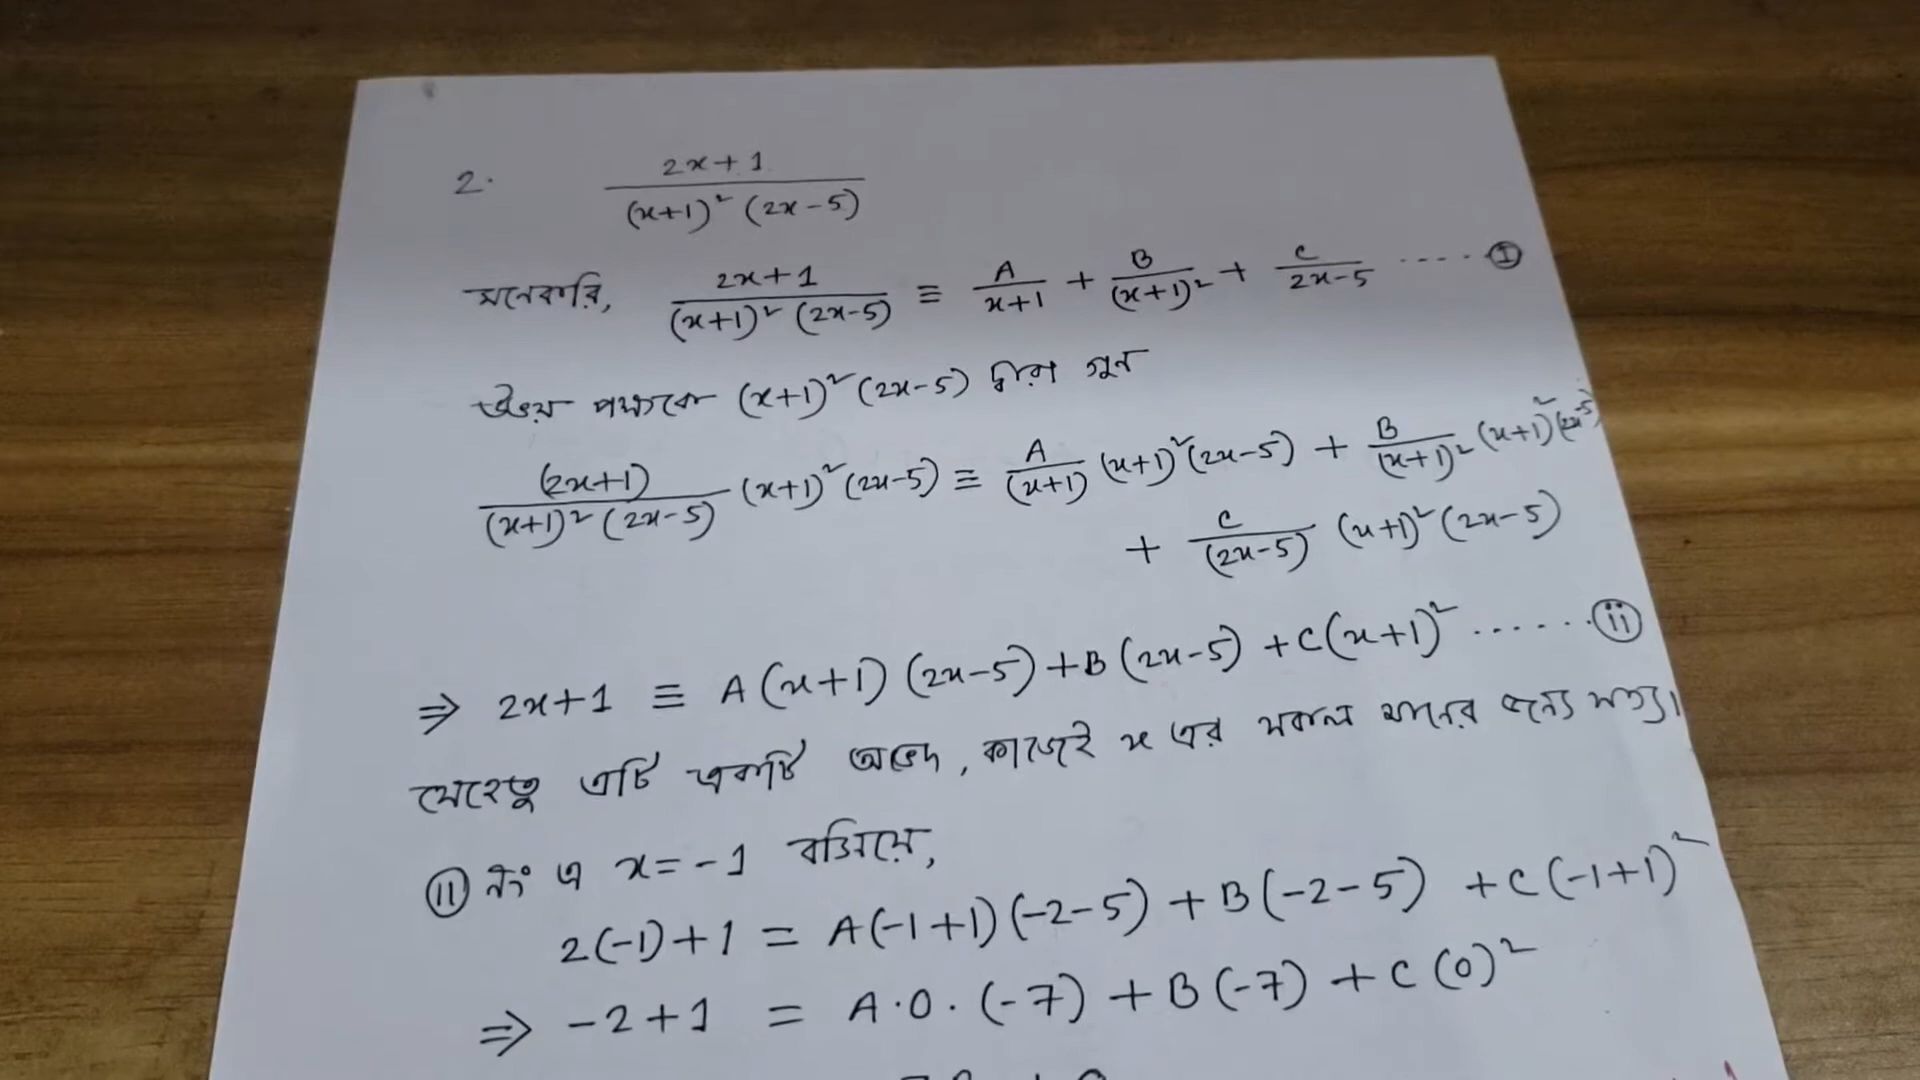 2. (2x+1)/((x+1)²(2x-5))
মনেকরি, (2x+1)/((x+1)²(2x-5)) ≡ A/(x+1) + B/(x+1)² + C/(2x-5) ..... Ⓘ
উভয় পক্ষকে (x+1)²(2x-5) দ্বারা গুন
(2x+1)/((x+1)²(2x-5)) (x+1)²(2x-5) ≡ A/(x+1) (x+1)²(2x-5) + B/(x+1)² (x+1)²(2x-5)
+ C/(2x-5) (x+1)²(2x-5)
⇒ 2x+1 ≡ A(x+1)(2x-5)+B(2x-5)+C(x+1)² ...... ⓘⓘ
যেহেতু এটি একটি অভেদ, কাজেই x এর সকল মানের জন্য সত্য।
ⓘⓘ নং এ x=-1 বসিয়ে,
2(-1)+1 = A(-1+1)(-2-5)+B(-2-5)+C(-1+1)²
⇒ -2+1 = A.0.(-7)+B(-7)+C(0)²